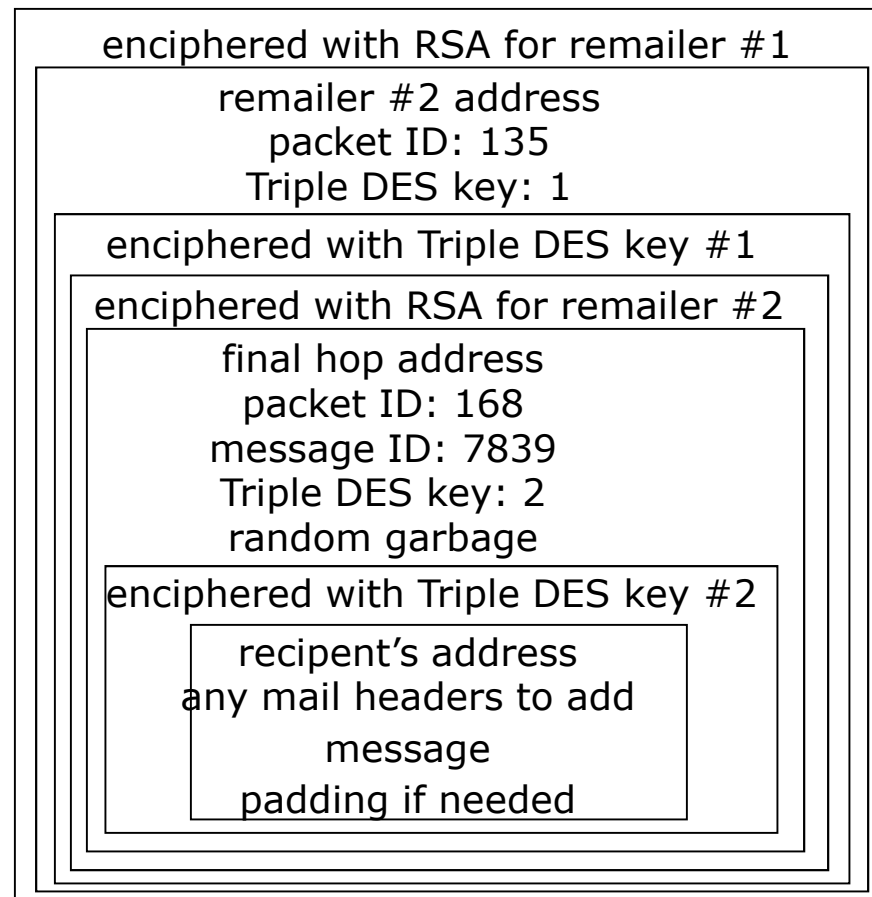 enciphered with RSA for remailer #1
remailer #2 address
packet ID: 135
Triple DES key: 1
enciphered with Triple DES key #1
enciphered with RSA for remailer #2
final hop address
packet ID: 168
message ID: 7839
Triple DES key: 2
random garbage
enciphered with Triple DES key #2
recipent’s address
any mail headers to add
message
padding if needed